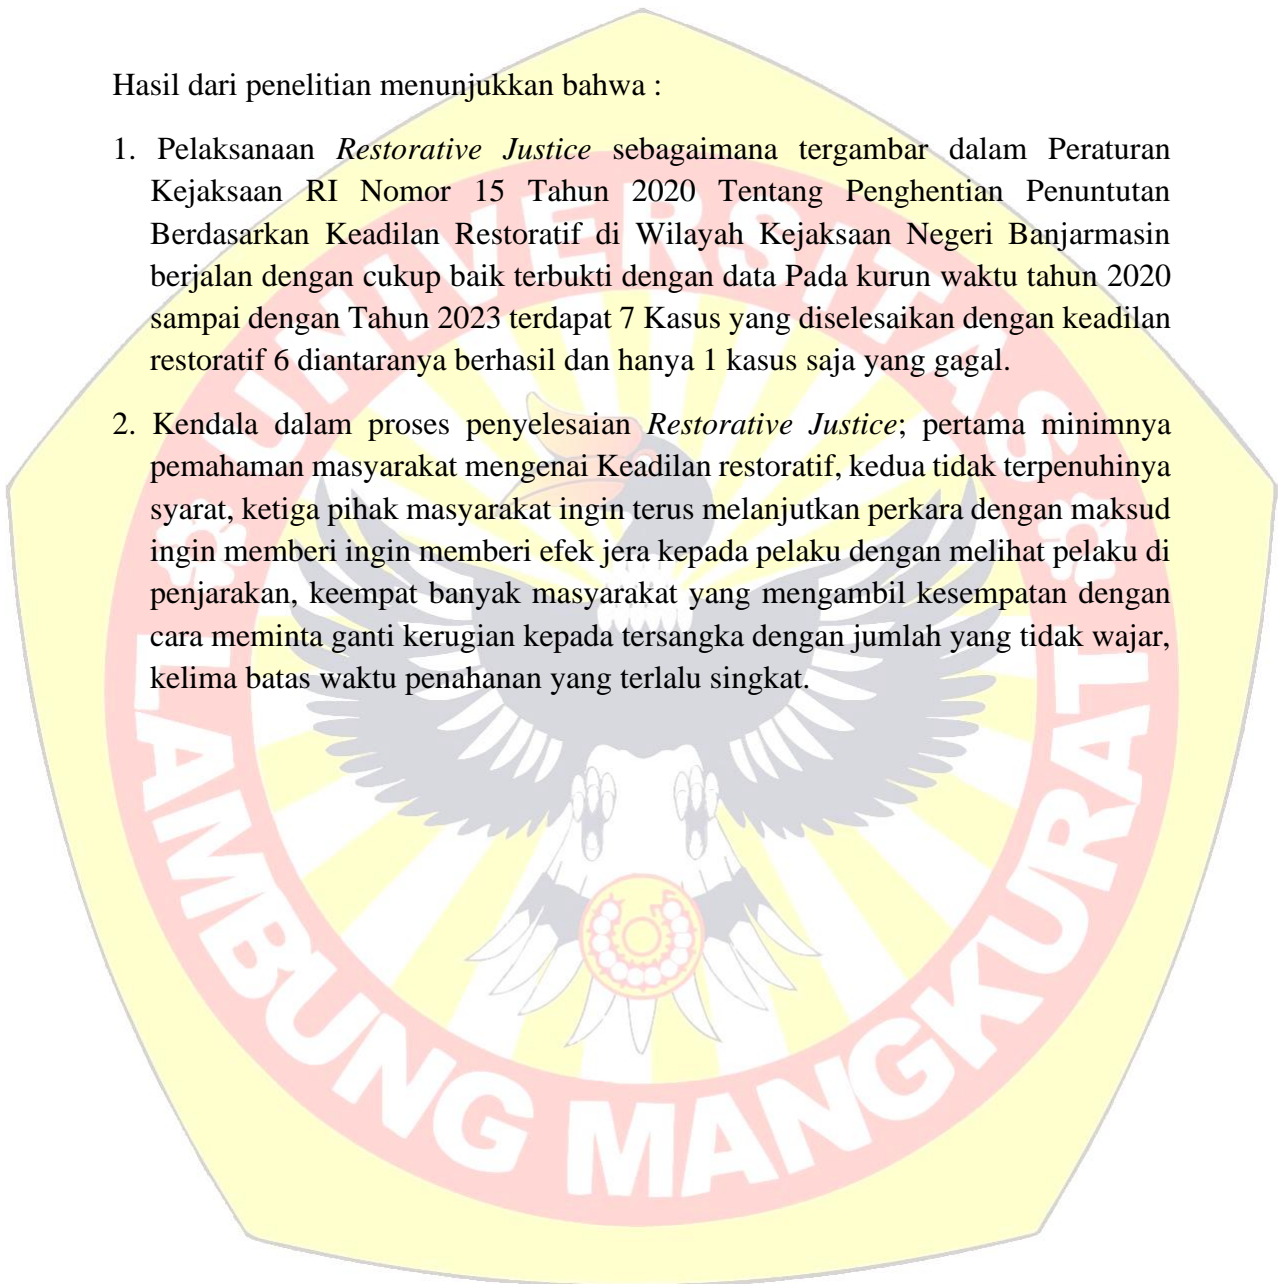 Hasil dari penelitian menunjukkan bahwa :
1. Pelaksanaan Restorative Justice sebagaimana tergambar dalam Peraturan
Kejaksaan RI Nomor 15 Tahun 2020 Tentang Penghentian Penuntutan
Berdasarkan Keadilan Restoratif di Wilayah Kejaksaan Negeri Banjarmasin
berjalan dengan cukup baik terbukti dengan data Pada kurun waktu tahun 2020
sampai dengan Tahun 2023 terdapat 7 Kasus yang diselesaikan dengan keadilan
restoratif 6 diantaranya berhasil dan hanya 1 kasus saja yang gagal.
2. Kendala dalam proses penyelesaian Restorative Justice; pertama minimnya
pemahaman masyarakat mengenai Keadilan restoratif, kedua tidak terpenuhinya
syarat, ketiga pihak masyarakat ingin terus melanjutkan perkara dengan maksud
ingin memberi ingin memberi efek jera kepada pelaku dengan melihat pelaku di
penjarakan, keempat banyak masyarakat yang mengambil kesempatan dengan
cara meminta ganti kerugian kepada tersangka dengan jumlah yang tidak wajar,
kelima batas waktu penahanan yang terlalu singkat.
UNIVERSITAS
LAMBUNG MANGKURAT